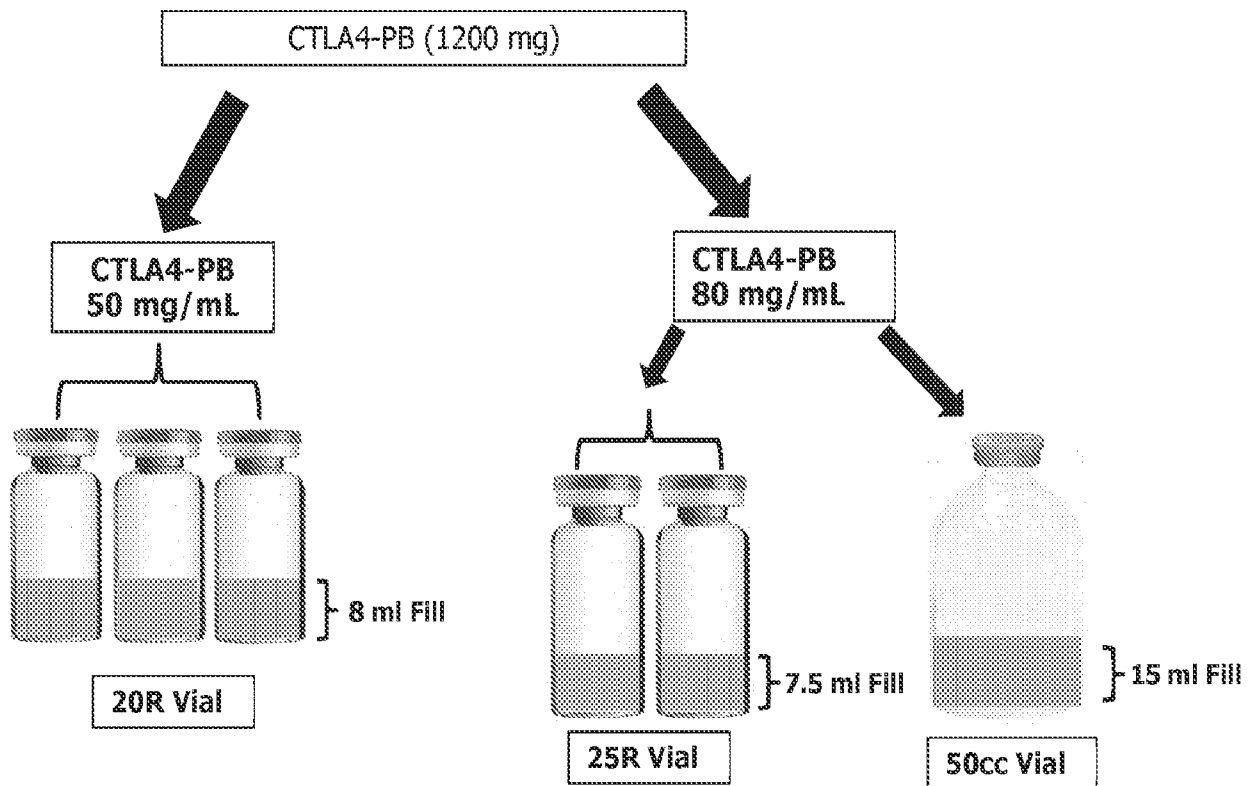 CTLA4-PB (1200 mg)
CTLA4-PB
50 mg/mL
CTLA4-PB
80 mg/mL
8 ml Fill
7.5 ml Fill
15 ml Fill
20R Vial
25R Vial
50cc Vial